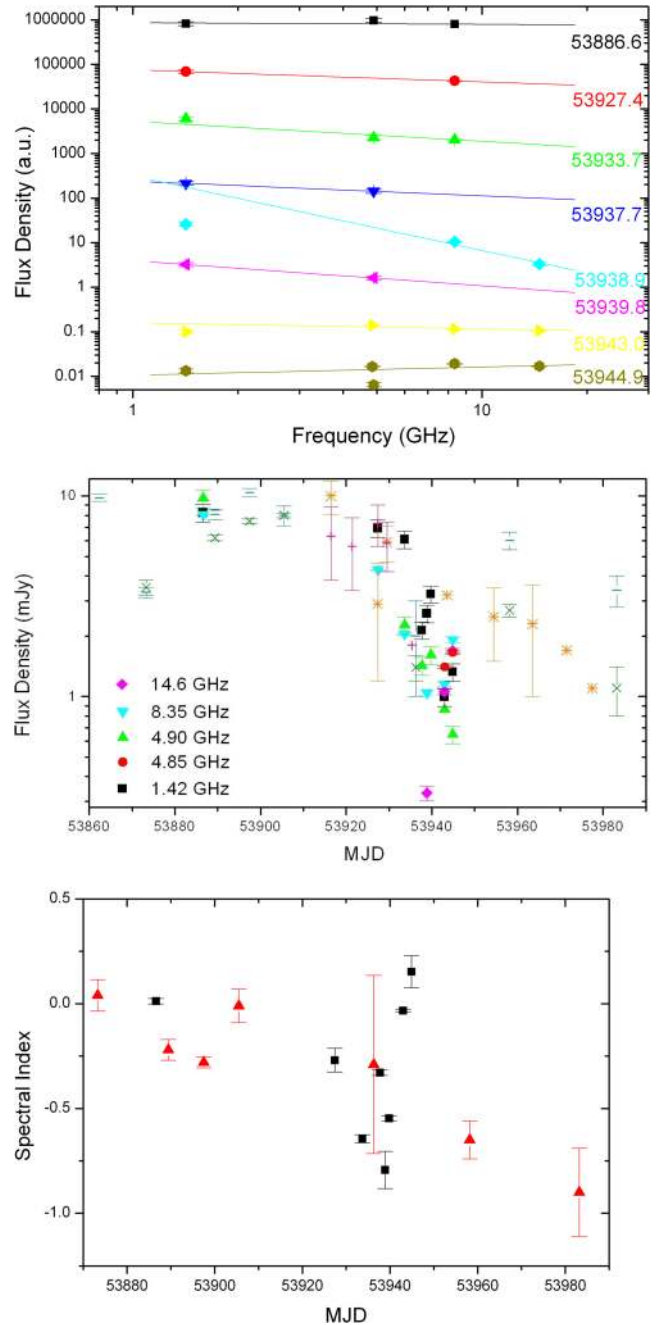 Flux Density (a.u.)
1000000
100000
10000
1000
100
10
1
0.1
0.01
53886.6
53927.4
53933.7
53937.7
53938.9
53939.8
53943.0
53944.9
1 10
Frequency (GHz)
Flux Density (mJy)
10
1
14.6 GHz
8.35 GHz
4.90 GHz
4.85 GHz
1.42 GHz
53860 53880 53900 53920 53940 53960 53980
MJD
Spectral Index
0.5
0.0
-0.5
-1.0
53880 53900 53920 53940 53960 53980
MJD